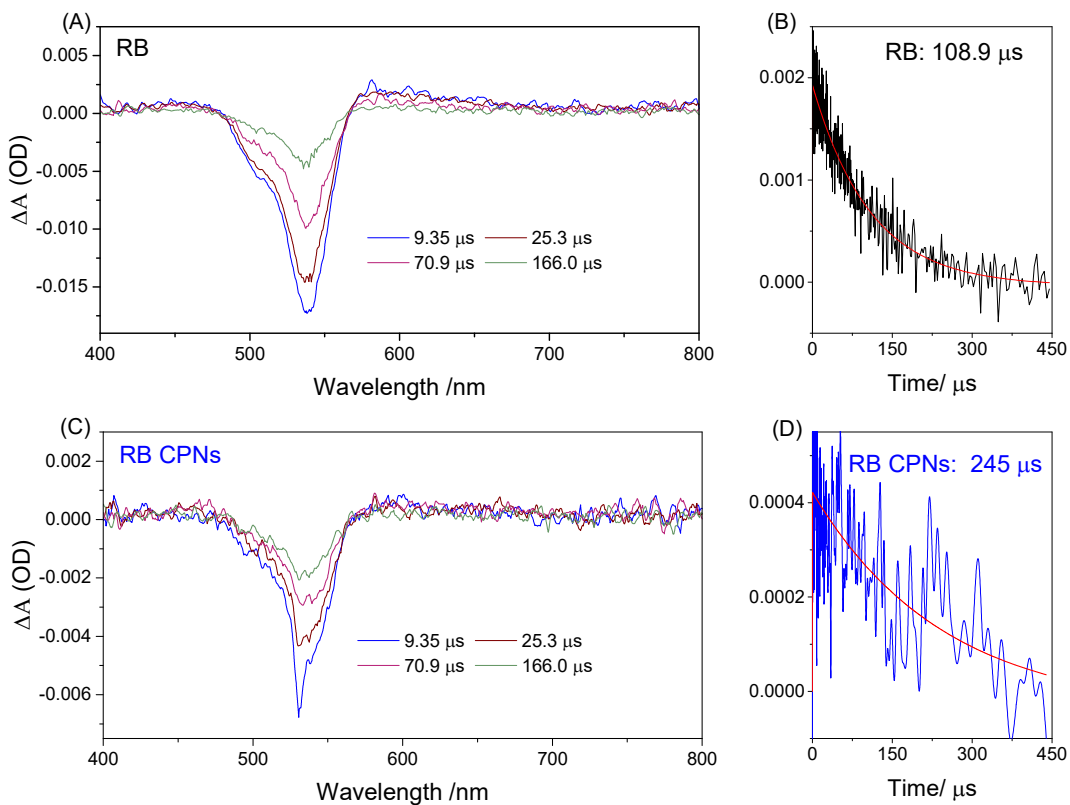 (A)
RB
0.005
0.003
0.000
-0.005
-0.010
-0.015
ΔA (OD)
9.35 μs
25.3 μs
70.9 μs
166.0 μs
400
500
600
700
800
Wavelength /nm
(B)
RB: 108.9 μs
0.002
0.001
0.000
0
150
300
450
Time/ μs
(C)
RB CPNs
0.002
0.000
-0.002
-0.004
-0.006
ΔA (OD)
9.35 μs
25.3 μs
70.9 μs
166.0 μs
400
500
600
700
800
Wavelength /nm
(D)
RB CPNs: 245 μs
0.0004
0.0002
0.0000
0
150
300
450
Time/ μs